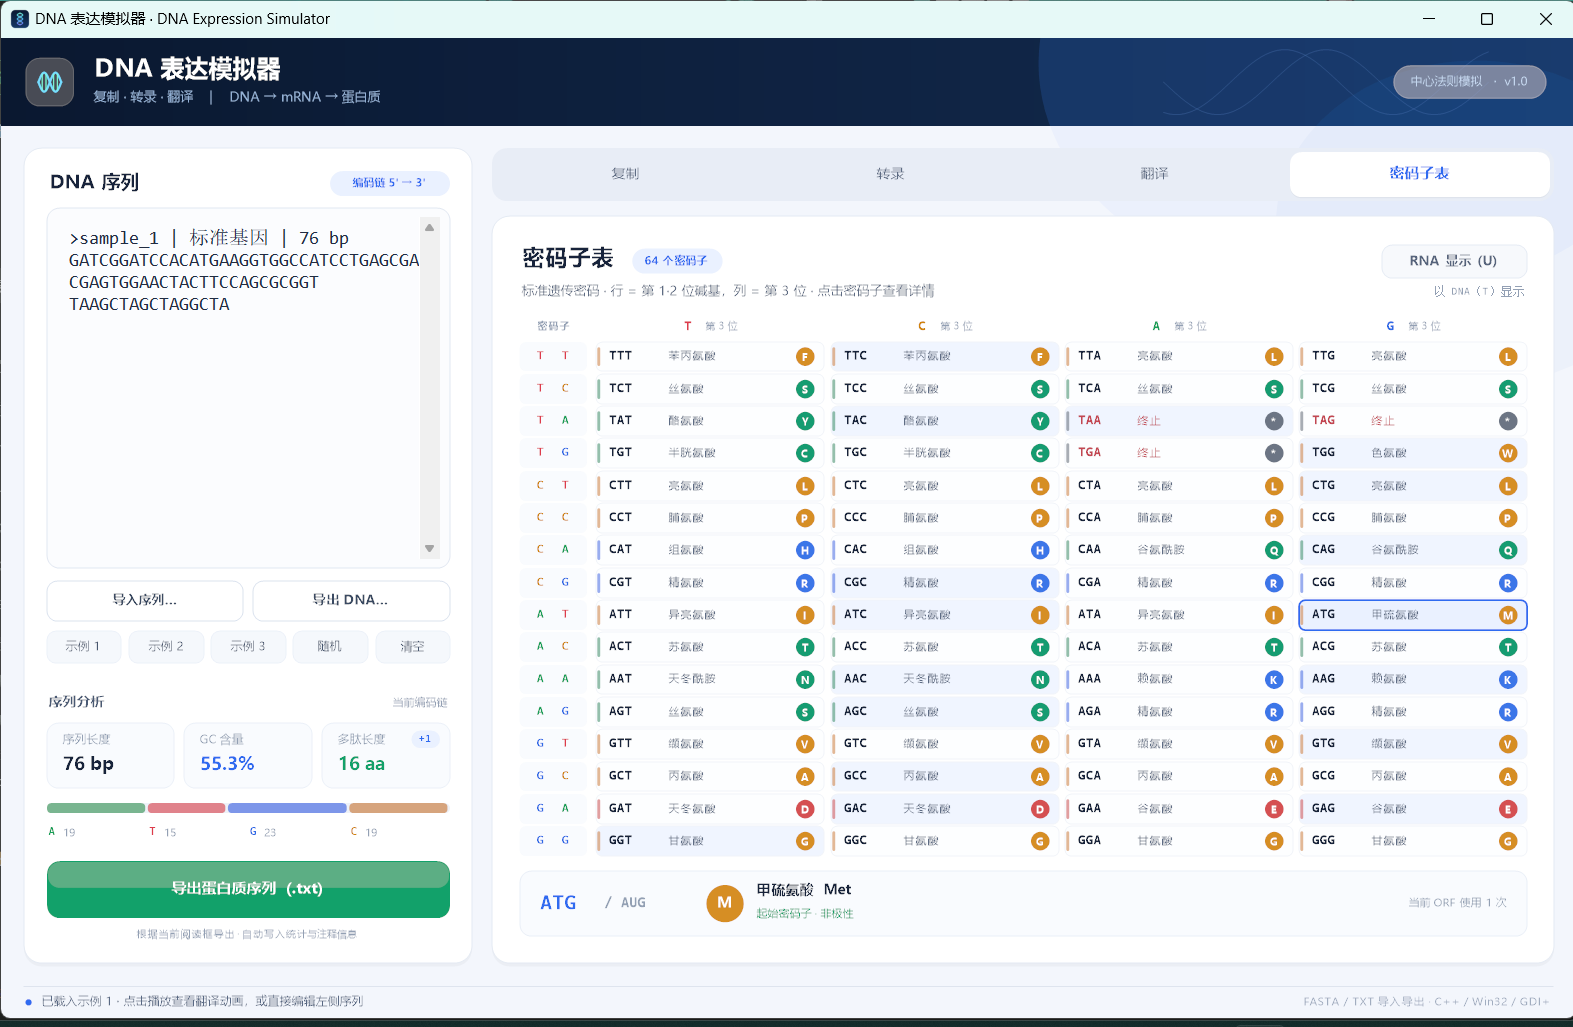 DNA 表达模拟器 · DNA Expression Simulator
DNA 表达模拟器
复制 · 转录 · 翻译 | DNA → mRNA → 蛋白质
中心法则模拟 · v1.0
DNA 序列
编码链 5' → 3'
>sample_1 | 标准基因 | 76 bp
GATCGGATCCACATGAAGGTGGCCATCCTGAGCGA
CGAGTGGAACTACTTCCAGCGCGGT
TAAGCTAGCTAGGCTA
导入序列... 导出 DNA...
示例 1 示例 2 示例 3 随机 清空
序列分析 当前编码链
序列长度 GC 含量 多肽长度 +1
76 bp 55.3% 16 aa
A 19 T 15 G 23 C 19
导出蛋白质序列 (.txt)
根据当前阅读框导出 · 自动写入统计与注释信息
复制 转录 翻译 密码子表
密码子表 64 个密码子 RNA 显示 (U)
标准遗传密码 · 行 = 第 1·2 位碱基，列 = 第 3 位 · 点击密码子查看详情 以 DNA（T）显示
密码子 T 第 3 位 C 第 3 位 A 第 3 位 G 第 3 位
T T TTT 苯丙氨酸 F TTC 苯丙氨酸 F TTA 亮氨酸 L TTG 亮氨酸 L
T C TCT 丝氨酸 S TCC 丝氨酸 S TCA 丝氨酸 S TCG 丝氨酸 S
T A TAT 酪氨酸 Y TAC 酪氨酸 Y TAA 终止 * TAG 终止 *
T G TGT 半胱氨酸 C TGC 半胱氨酸 C TGA 终止 * TGG 色氨酸 W
C T CTT 亮氨酸 L CTC 亮氨酸 L CTA 亮氨酸 L CTG 亮氨酸 L
C C CCT 脯氨酸 P CCC 脯氨酸 P CCA 脯氨酸 P CCG 脯氨酸 P
C A CAT 组氨酸 H CAC 组氨酸 H CAA 谷氨酰胺 Q CAG 谷氨酰胺 Q
C G CGT 精氨酸 R CGC 精氨酸 R CGA 精氨酸 R CGG 精氨酸 R
A T ATT 异亮氨酸 I ATC 异亮氨酸 I ATA 异亮氨酸 I ATG 甲硫氨酸 M
A C ACT 苏氨酸 T ACC 苏氨酸 T ACA 苏氨酸 T ACG 苏氨酸 T
A A AAT 天冬酰胺 N AAC 天冬酰胺 N AAA 赖氨酸 K AAG 赖氨酸 K
A G AGT 丝氨酸 S AGC 丝氨酸 S AGA 精氨酸 R AGG 精氨酸 R
G T GTT 缬氨酸 V GTC 缬氨酸 V GTA 缬氨酸 V GTG 缬氨酸 V
G C GCT 丙氨酸 A GCC 丙氨酸 A GCA 丙氨酸 A GCG 丙氨酸 A
G A GAT 天冬氨酸 D GAC 天冬氨酸 D GAA 谷氨酸 E GAG 谷氨酸 E
G G GGT 甘氨酸 G GGC 甘氨酸 G GGA 甘氨酸 G GGG 甘氨酸 G
ATG / AUG M 甲硫氨酸 Met
起始密码子 · 非极性
当前 ORF 使用 1 次
已载入示例 1 · 点击播放查看翻译动画，或直接编辑左侧序列
FASTA / TXT 导入导出 · C++ / Win32 / GDI+